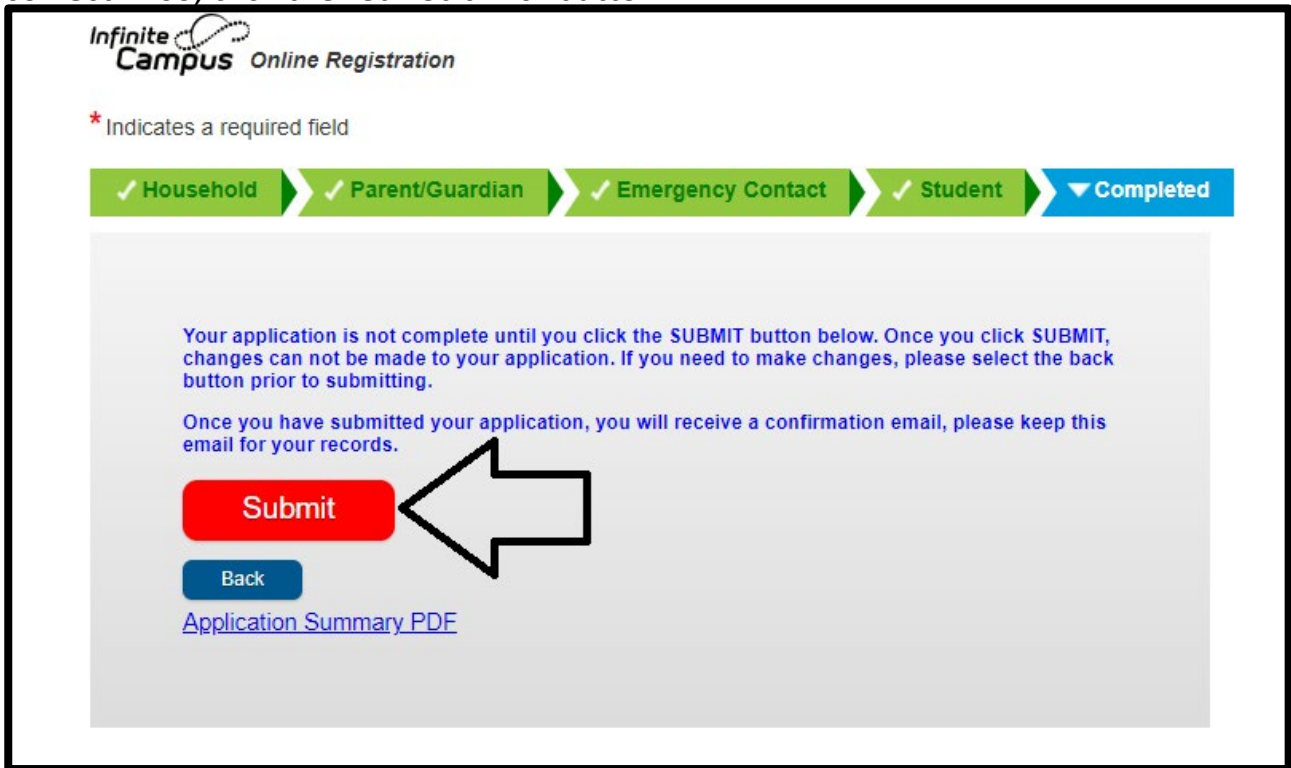 Infinite
Campus Online Registration
* Indicates a required field
✓ Household ✓ Parent/Guardian ✓ Emergency Contact ✓ Student ▼ Completed
Your application is not complete until you click the SUBMIT button below. Once you click SUBMIT,
changes can not be made to your application. If you need to make changes, please select the back
button prior to submitting.
Once you have submitted your application, you will receive a confirmation email, please keep this
email for your records.
Submit
Back
Application Summary PDF